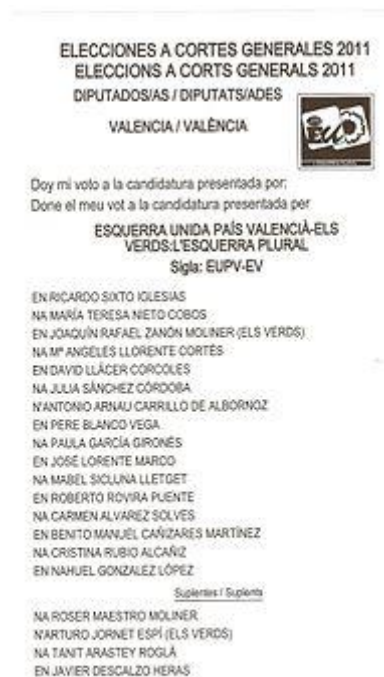 ELECCIONES A CORTES GENERALES 2011
ELECCIONS A CORTS GENERALS 2011
DIPUTADOS/AS / DIPUTATS/ADES
VALENCIA / VALÈNCIA
Doy mi voto a la candidatura presentada por:
Done el meu vot a la candidatura presentada per
ESQUERRA UNIDA PAÍS VALENCIÀ-ELS
VERDS:L'ESQUERRA PLURAL
Sigla: EUPV-EV
EN RICARDO SIXTO IGLESIAS
NA MARÍA TERESA NIETO COBOS
EN JOAQUÍN RAFAEL ZANÓN MOLINER (ELS VERDS)
NA Mª ANGELES LLORENTE CORTÉS
EN DAVID LLÁCER CORCOLES
NA JULIA SÁNCHEZ CÓRDOBA
N'ANTONIO ARNAU CARRILLO DE ALBORNOZ
EN PERE BLANCO VEGA
NA PAULA GARCÍA GIRONÉS
EN JOSÉ LORENTE MARCO
NA MABEL SICLUNA LLETGET
EN ROBERTO ROVIRA PUENTE
NA CARMEN ALVAREZ SOLVES
EN BENITO MANUEL CAÑIZARES MARTÍNEZ
NA CRISTINA RUBIO ALCAÑIZ
EN NAHUEL GONZALEZ LÓPEZ
Suplentes / Suplents
NA ROSER MAESTRO MOLINER
N'ARTURO JORNET ESPÍ (ELS VERDS)
NA TANIT ARASTEY ROGLÁ
EN JAVIER DESCALZO HERAS